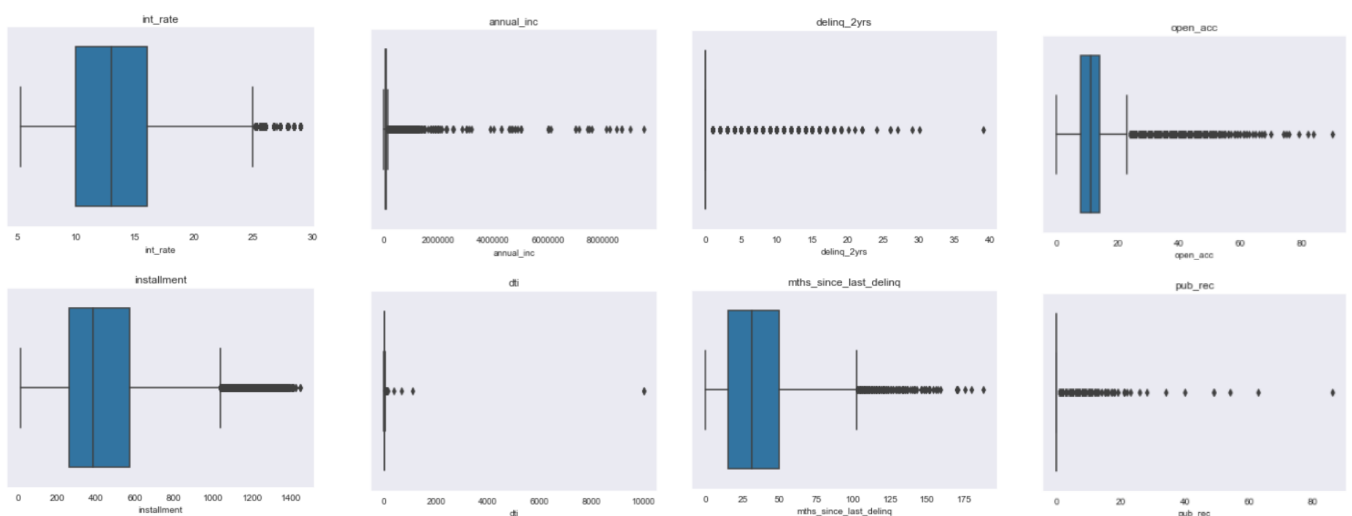 int_rate
annual_inc
delinq_2yrs
open_acc
5 10 15 20 25 30
int_rate
0 2000000 4000000 6000000 8000000
annual_inc
0 5 10 15 20 25 30 35 40
delinq_2yrs
0 20 40 60 80
open_acc
installment
dti
mths_since_last_delinq
pub_rec
0 200 400 600 800 1000 1200 1400
installment
0 2000 4000 6000 8000 10000
dti
0 25 50 75 100 125 150 175
mths_since_last_delinq
0 20 40 60 80
pub_rec